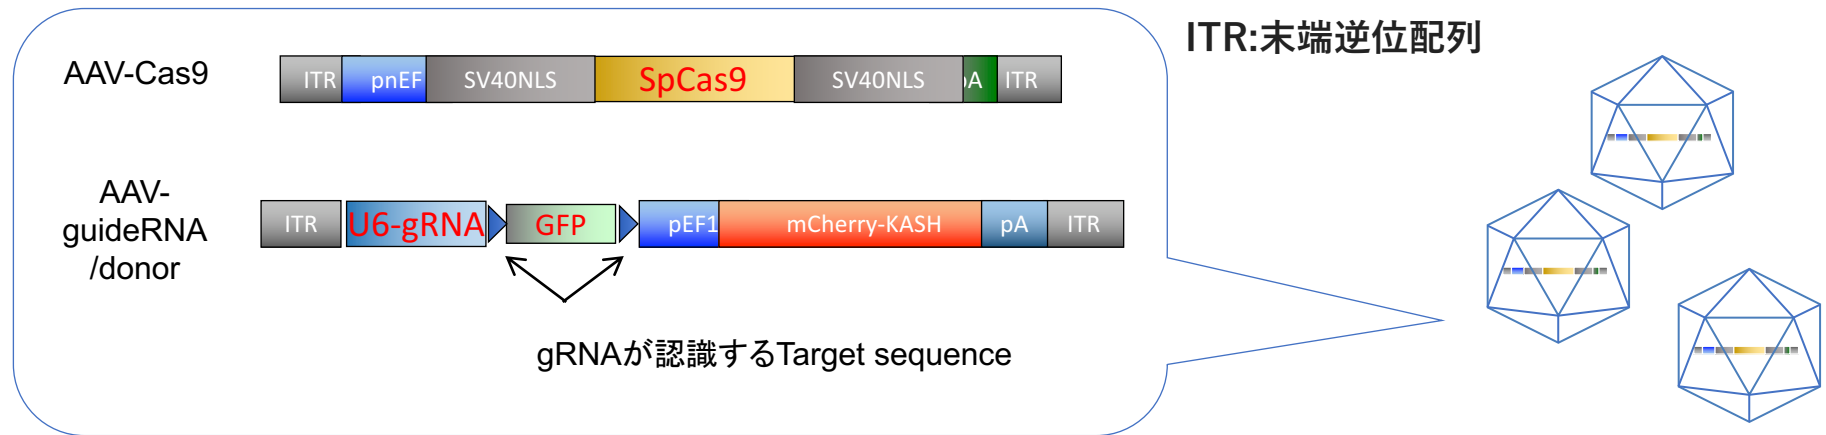 ITR:末端逆位配列
AAV-Cas9
ITR pnEF SV40NLS SpCas9 SV40NLS pA ITR
AAV-
guideRNA
/donor
ITR U6-gRNA GFP pEF1 mCherry-KASH pA ITR
gRNAが認識するTarget sequence